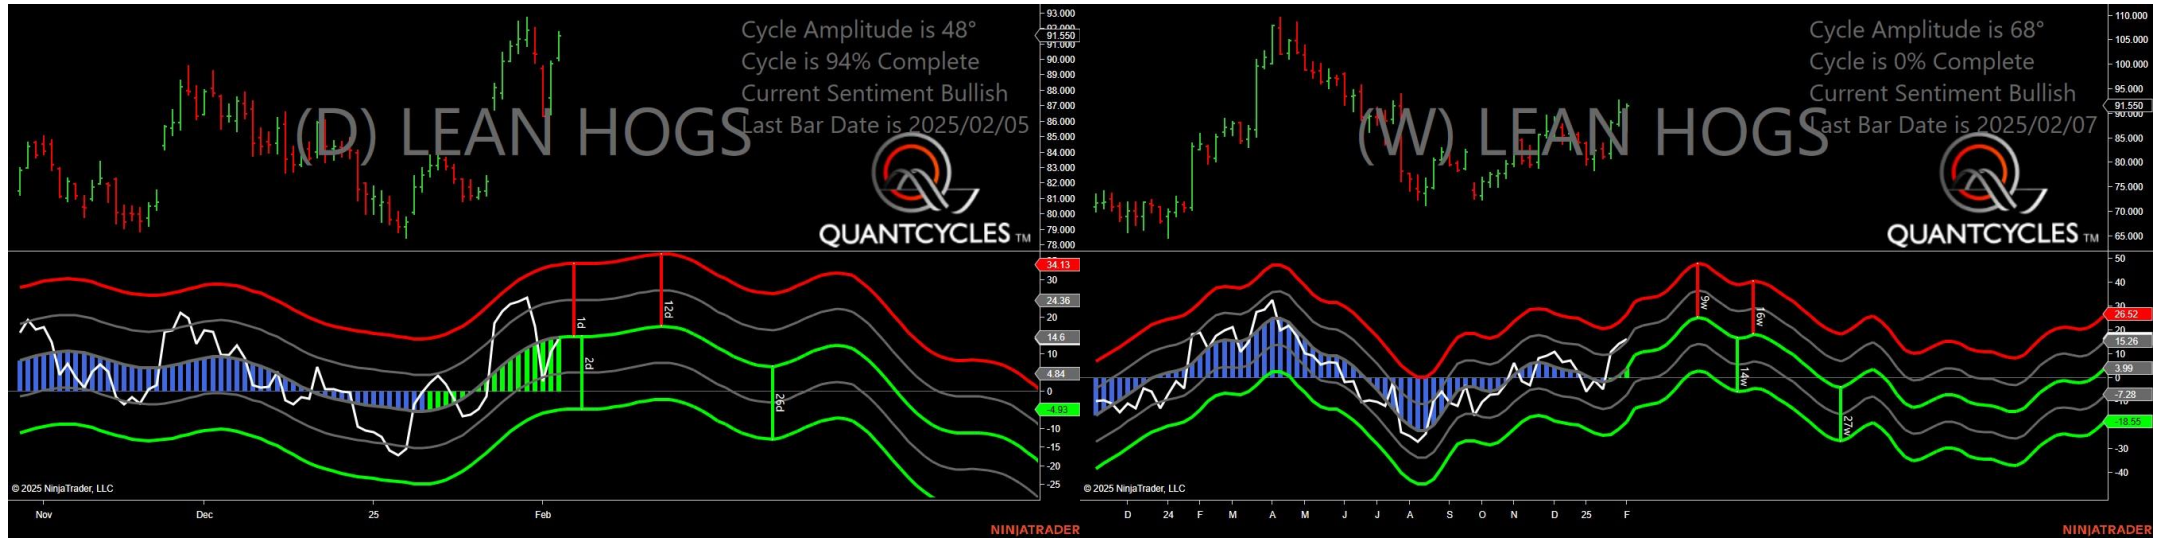 Cycle Amplitude is 48°
Cycle is 94% Complete
Current Sentiment Bullish
Last Bar Date is 2025/02/05
(D) LEAN HOGS
QUANTCYCLES TM
93.000
92.000
91.550
91.000
90.000
89.000
88.000
87.000
86.000
85.000
84.000
83.000
82.000
81.000
80.000
79.000
78.000
34.13
30
24.36
20
14.6
10
4.84
0
-4.93
-10
-15
-20
-25
1d
2d
12d
26d
© 2025 NinjaTrader, LLC
Nov Dec 25 Feb
NINJATRADER
Cycle Amplitude is 68°
Cycle is 0% Complete
Current Sentiment Bullish
Last Bar Date is 2025/02/07
(W) LEAN HOGS
QUANTCYCLES TM
110.000
105.000
100.000
95.000
91.550
90.000
85.000
80.000
75.000
70.000
65.000
50
40
30
26.52
20
15.26
10
3.99
0
-7.28
-10
-18.55
-30
-40
9w
16w
14w
27w
© 2025 NinjaTrader, LLC
D 24 F M A M J J A S O N D 25 F
NINJATRADER